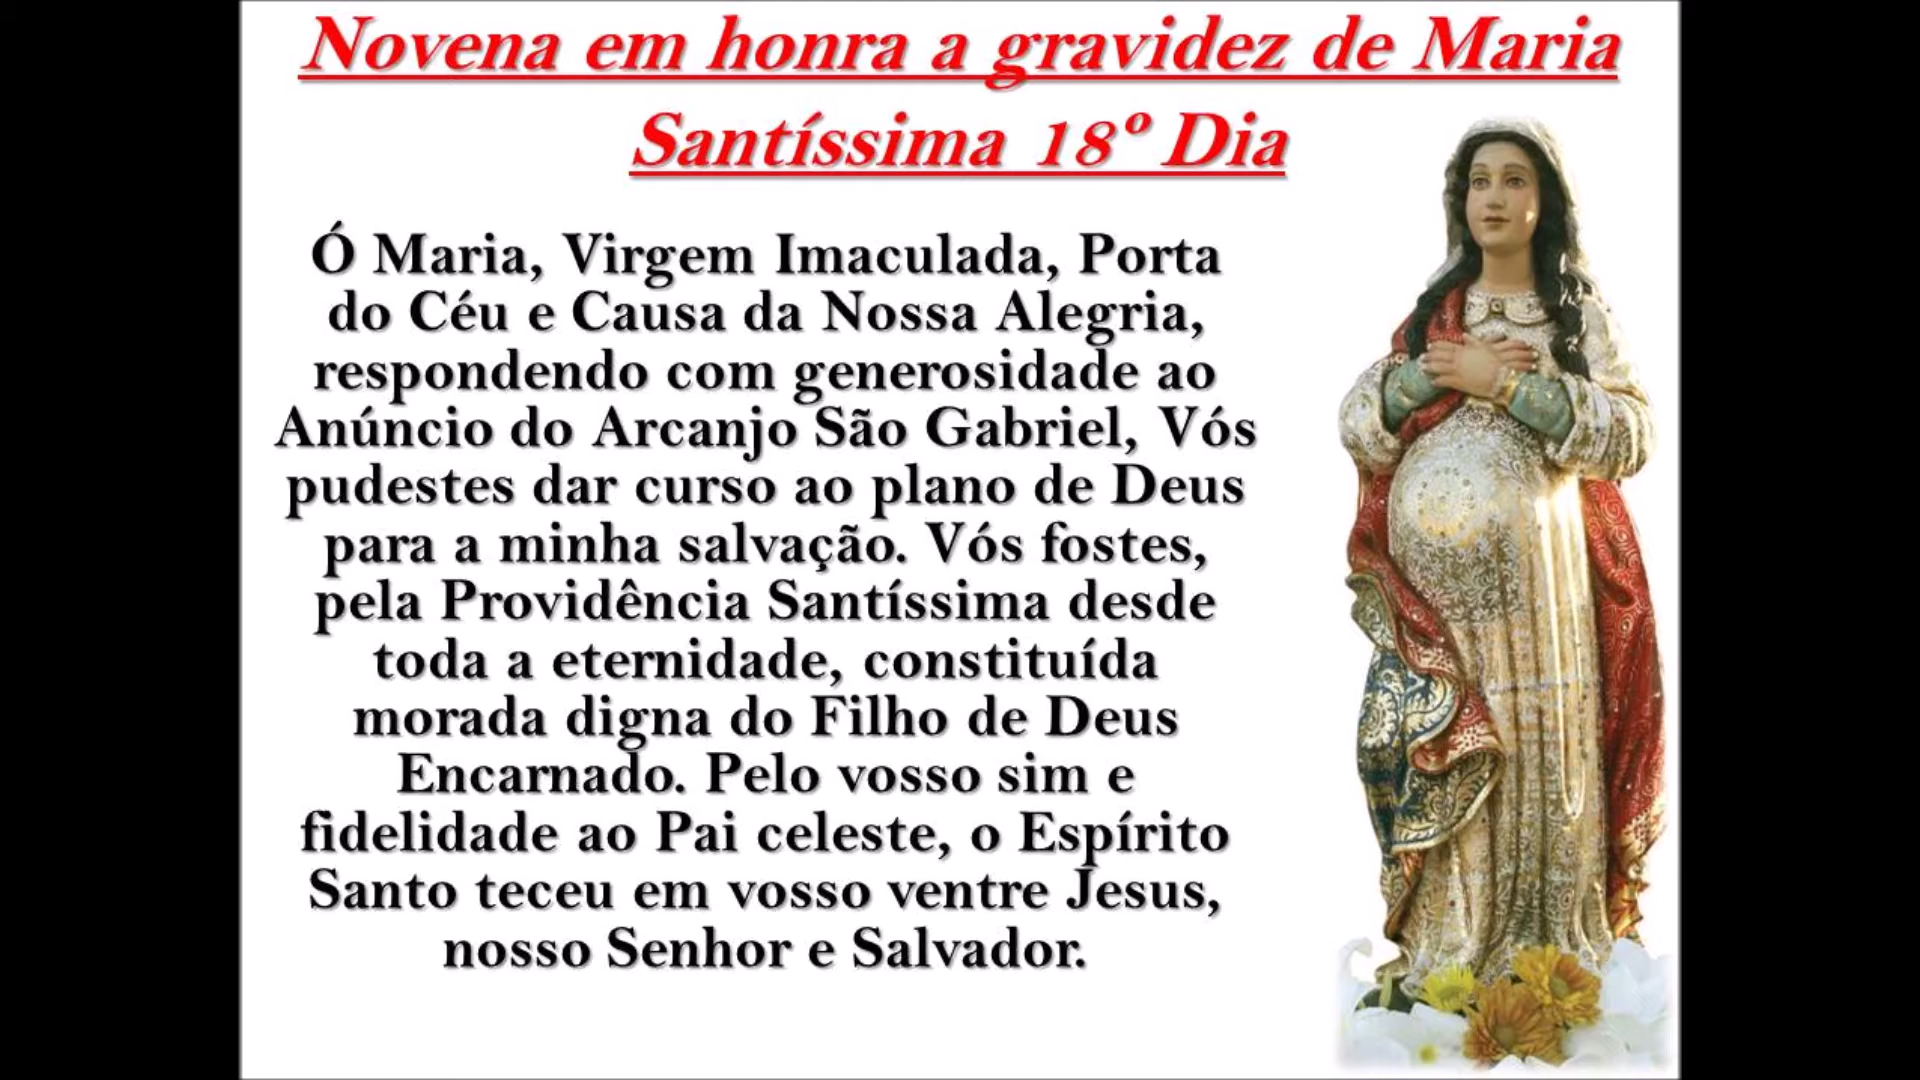 Novena em honra a gravidez de Maria
Santíssima 18º Dia
Ó Maria, Virgem Imaculada, Porta
do Céu e Causa da Nossa Alegria,
respondendo com generosidade ao
Anúncio do Arcanjo São Gabriel, Vós
pudestes dar curso ao plano de Deus
para a minha salvação. Vós fostes,
pela Providência Santíssima desde
toda a eternidade, constituída
morada digna do Filho de Deus
Encarnado. Pelo vosso sim e
fidelidade ao Pai celeste, o Espírito
Santo teceu em vosso ventre Jesus,
nosso Senhor e Salvador.